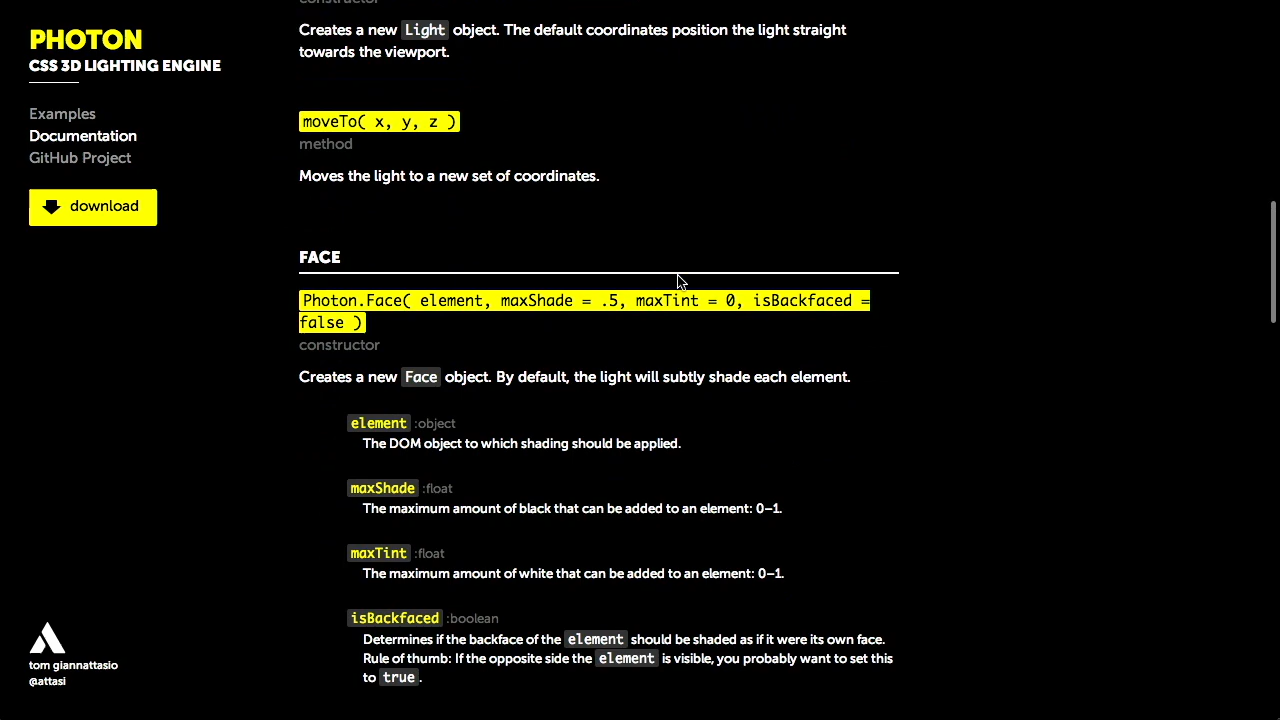 PHOTON
CSS 3D LIGHTING ENGINE
Examples
Documentation
GitHub Project
download
tom giannattasio
@attasi
constructor
Creates a new Light object. The default coordinates position the light straight
towards the viewport.
moveTo( x, y, z )
method
Moves the light to a new set of coordinates.
FACE
Photon.Face( element, maxShade = .5, maxTint = 0, isBackfaced =
false )
constructor
Creates a new Face object. By default, the light will subtly shade each element.
element :object
The DOM object to which shading should be applied.
maxShade :float
The maximum amount of black that can be added to an element: 0–1.
maxTint :float
The maximum amount of white that can be added to an element: 0–1.
isBackfaced :boolean
Determines if the backface of the element should be shaded as if it were its own face.
Rule of thumb: If the opposite side the element is visible, you probably want to set this
to true.